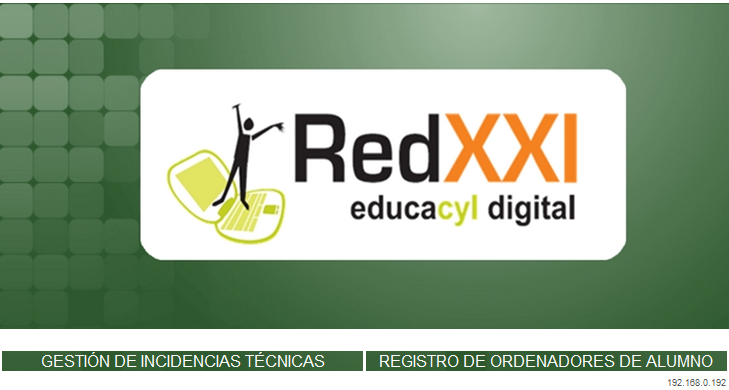 RedXXI
educacyl digital
GESTIÓN DE INCIDENCIAS TÉCNICAS
REGISTRO DE ORDENADORES DE ALUMNO
192.168.0.192